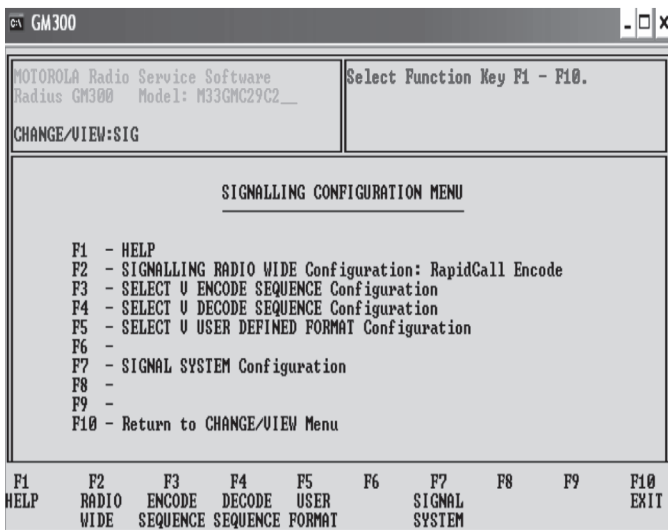 GM300
MOTOROLA Radio Service Software
Radius GM300 Model: M33GMC29C2__
CHANGE/VIEW:SIG
Select Function Key F1 - F10.
SIGNALLING CONFIGURATION MENU
F1 - HELP
F2 - SIGNALLING RADIO WIDE Configuration: RapidCall Encode
F3 - SELECT V ENCODE SEQUENCE Configuration
F4 - SELECT V DECODE SEQUENCE Configuration
F5 - SELECT V USER DEFINED FORMAT Configuration
F6 -
F7 - SIGNAL SYSTEM Configuration
F8 -
F9 -
F10 - Return to CHANGE/VIEW Menu
F1 F2 F3 F4 F5 F6 F7 F8 F9 F10
HELP RADIO ENCODE DECODE USER SIGNAL EXIT
WIDE SEQUENCE SEQUENCE FORMAT SYSTEM